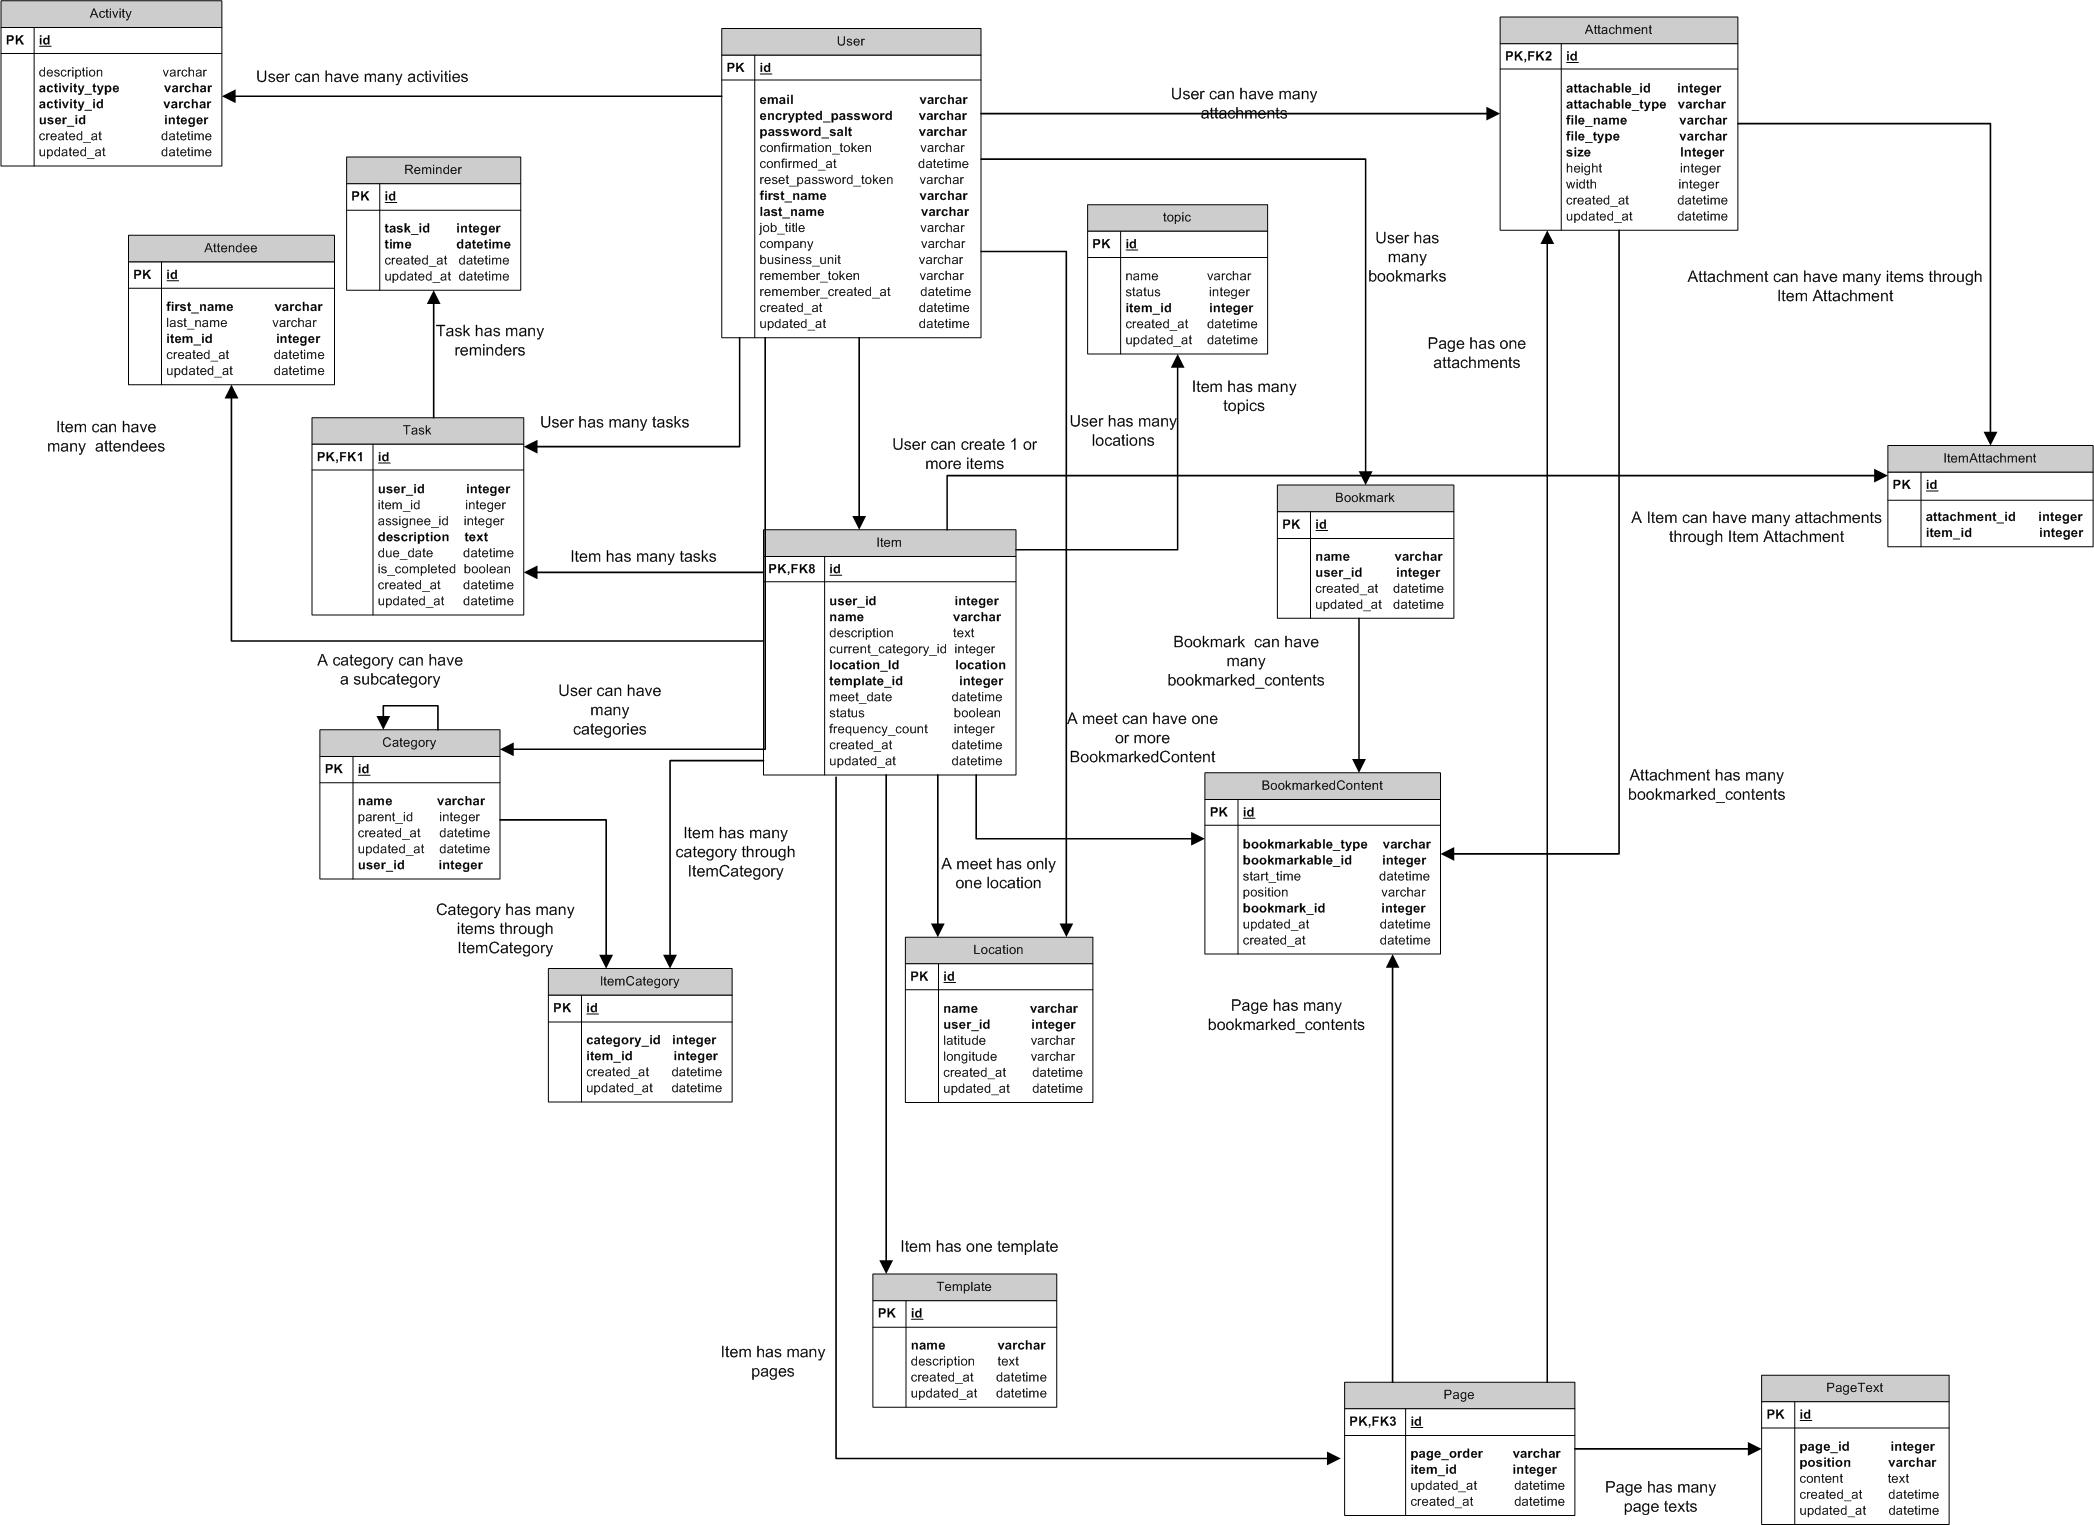 Activity
PK id
description varchar
activity_type varchar
activity_id varchar
user_id integer
created_at datetime
updated_at datetime
User can have many activities
User
PK id
email varchar
encrypted_password varchar
password_salt varchar
confirmation_token varchar
confirmed_at datetime
reset_password_token varchar
first_name varchar
last_name varchar
job_title varchar
company varchar
business_unit varchar
remember_token varchar
remember_created_at datetime
created_at datetime
updated_at datetime
User can have many
attachments
Attachment
PK,FK2 id
attachable_id integer
attachable_type varchar
file_name varchar
file_type varchar
size Integer
height integer
width integer
created_at datetime
updated_at datetime
Reminder
PK id
task_id integer
time datetime
created_at datetime
updated_at datetime
Attendee
PK id
first_name varchar
last_name varchar
item_id integer
created_at datetime
updated_at datetime
Task has many
reminders
topic
PK id
name varchar
status integer
item_id integer
created_at datetime
updated_at datetime
User has
many
bookmarks
Attachment can have many items through
Item Attachment
Page has one
attachments
Item has many
topics
Item can have
many attendees
Task
PK,FK1 id
user_id integer
item_id integer
assignee_id integer
description text
due_date datetime
is_completed boolean
created_at datetime
updated_at datetime
User has many tasks
User can create 1 or
more items
User has many
locations
Item has many tasks
Item
PK,FK8 id
user_id integer
name varchar
description text
current_category_id integer
location_Id location
template_id integer
meet_date datetime
status boolean
frequency_count integer
created_at datetime
updated_at datetime
Bookmark
PK id
name varchar
user_id integer
created_at datetime
updated_at datetime
ItemAttachment
PK id
attachment_id integer
item_id integer
A Item can have many attachments
through Item Attachment
Bookmark can have
many
bookmarked_contents
A category can have
a subcategory
User can have
many
categories
A meet can have one
or more
BookmarkedContent
Category
PK id
name varchar
parent_id integer
created_at datetime
updated_at datetime
user_id integer
Item has many
category through
ItemCategory
A meet has only
one location
BookmarkedContent
PK id
bookmarkable_type varchar
bookmarkable_id integer
start_time datetime
position varchar
bookmark_id integer
updated_at datetime
created_at datetime
Attachment has many
bookmarked_contents
Category has many
items through
ItemCategory
ItemCategory
PK id
category_id integer
item_id integer
created_at datetime
updated_at datetime
Location
PK id
name varchar
user_id integer
latitude varchar
longitude varchar
created_at datetime
updated_at datetime
Page has many
bookmarked_contents
Item has one template
Template
PK id
name varchar
description text
created_at datetime
updated_at datetime
Item has many
pages
Page
PK,FK3 id
page_order varchar
item_id integer
updated_at datetime
created_at datetime
Page has many
page texts
PageText
PK id
page_id integer
position varchar
content text
created_at datetime
updated_at datetime